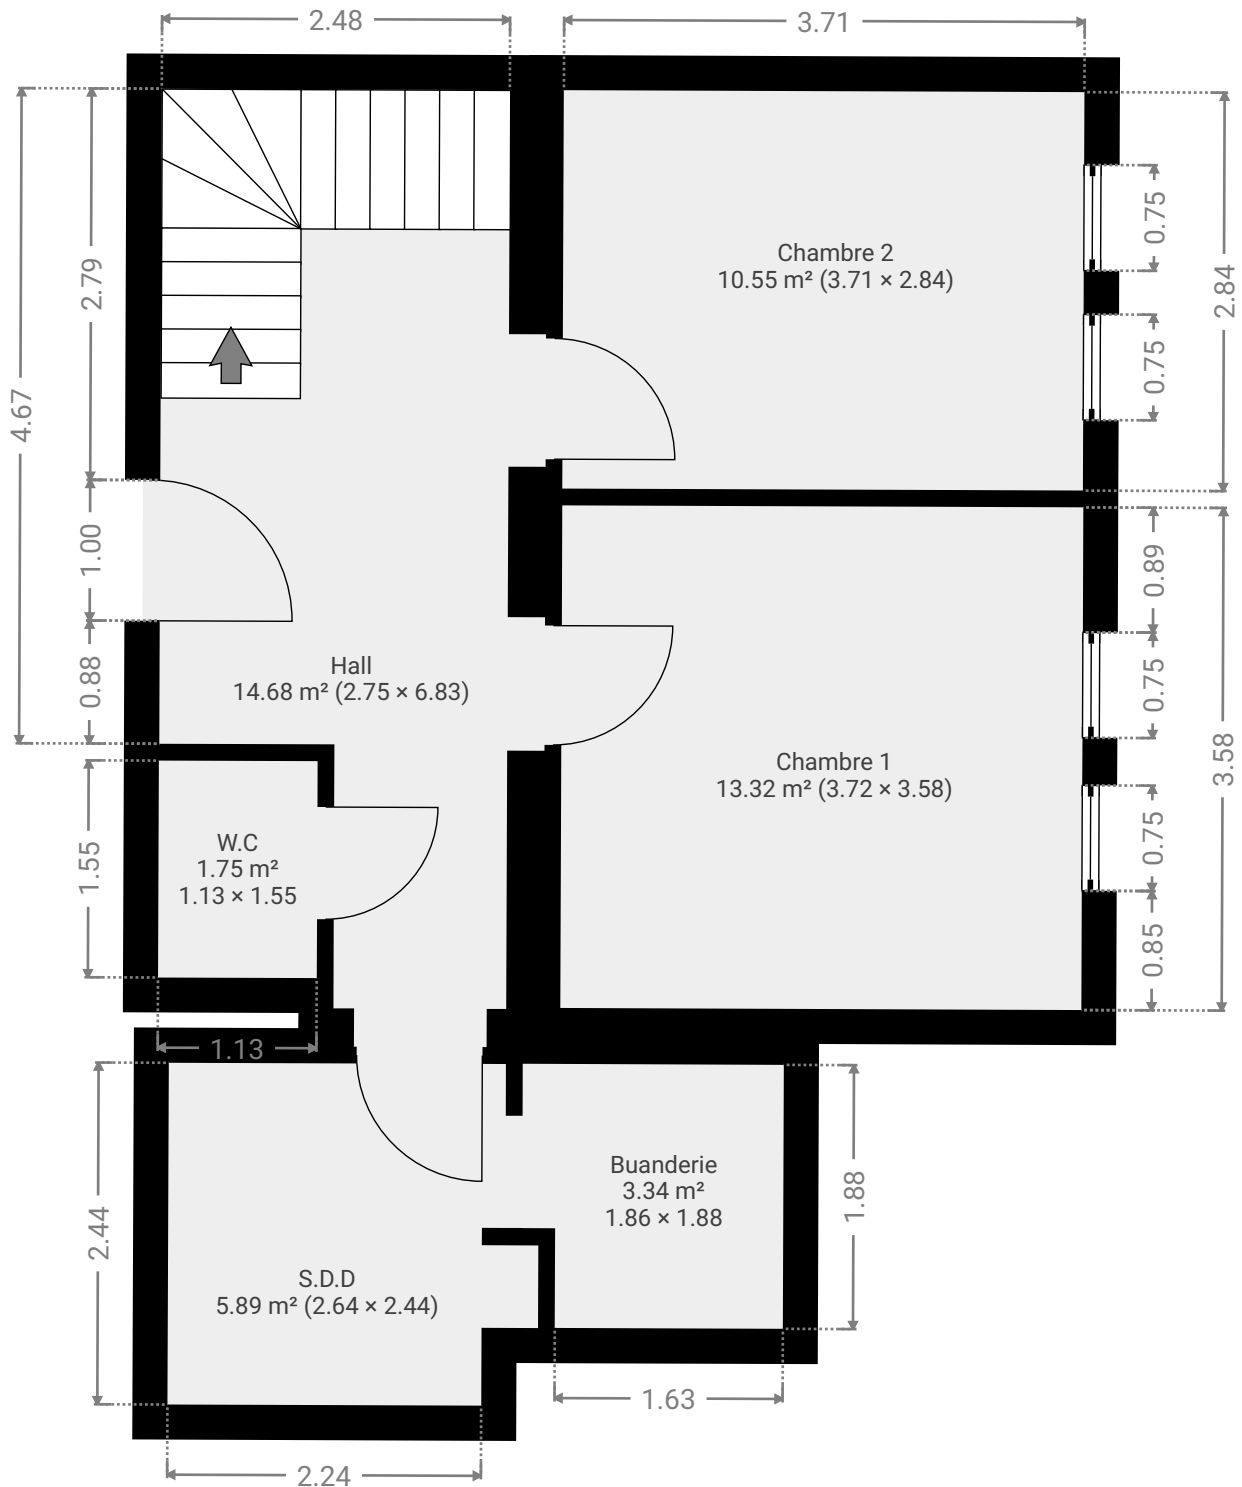 2.48
3.71
2.79
4.67
1.00
0.88
1.55
0.75
0.75
2.84
0.89
0.75
0.75
0.85
3.58
Chambre 2
10.55 m² (3.71 × 2.84)
Hall
14.68 m² (2.75 × 6.83)
Chambre 1
13.32 m² (3.72 × 3.58)
W.C
1.75 m²
1.13 × 1.55
1.13
2.44
Buanderie
3.34 m²
1.86 × 1.88
1.88
S.D.D
5.89 m² (2.64 × 2.44)
1.63
2.24